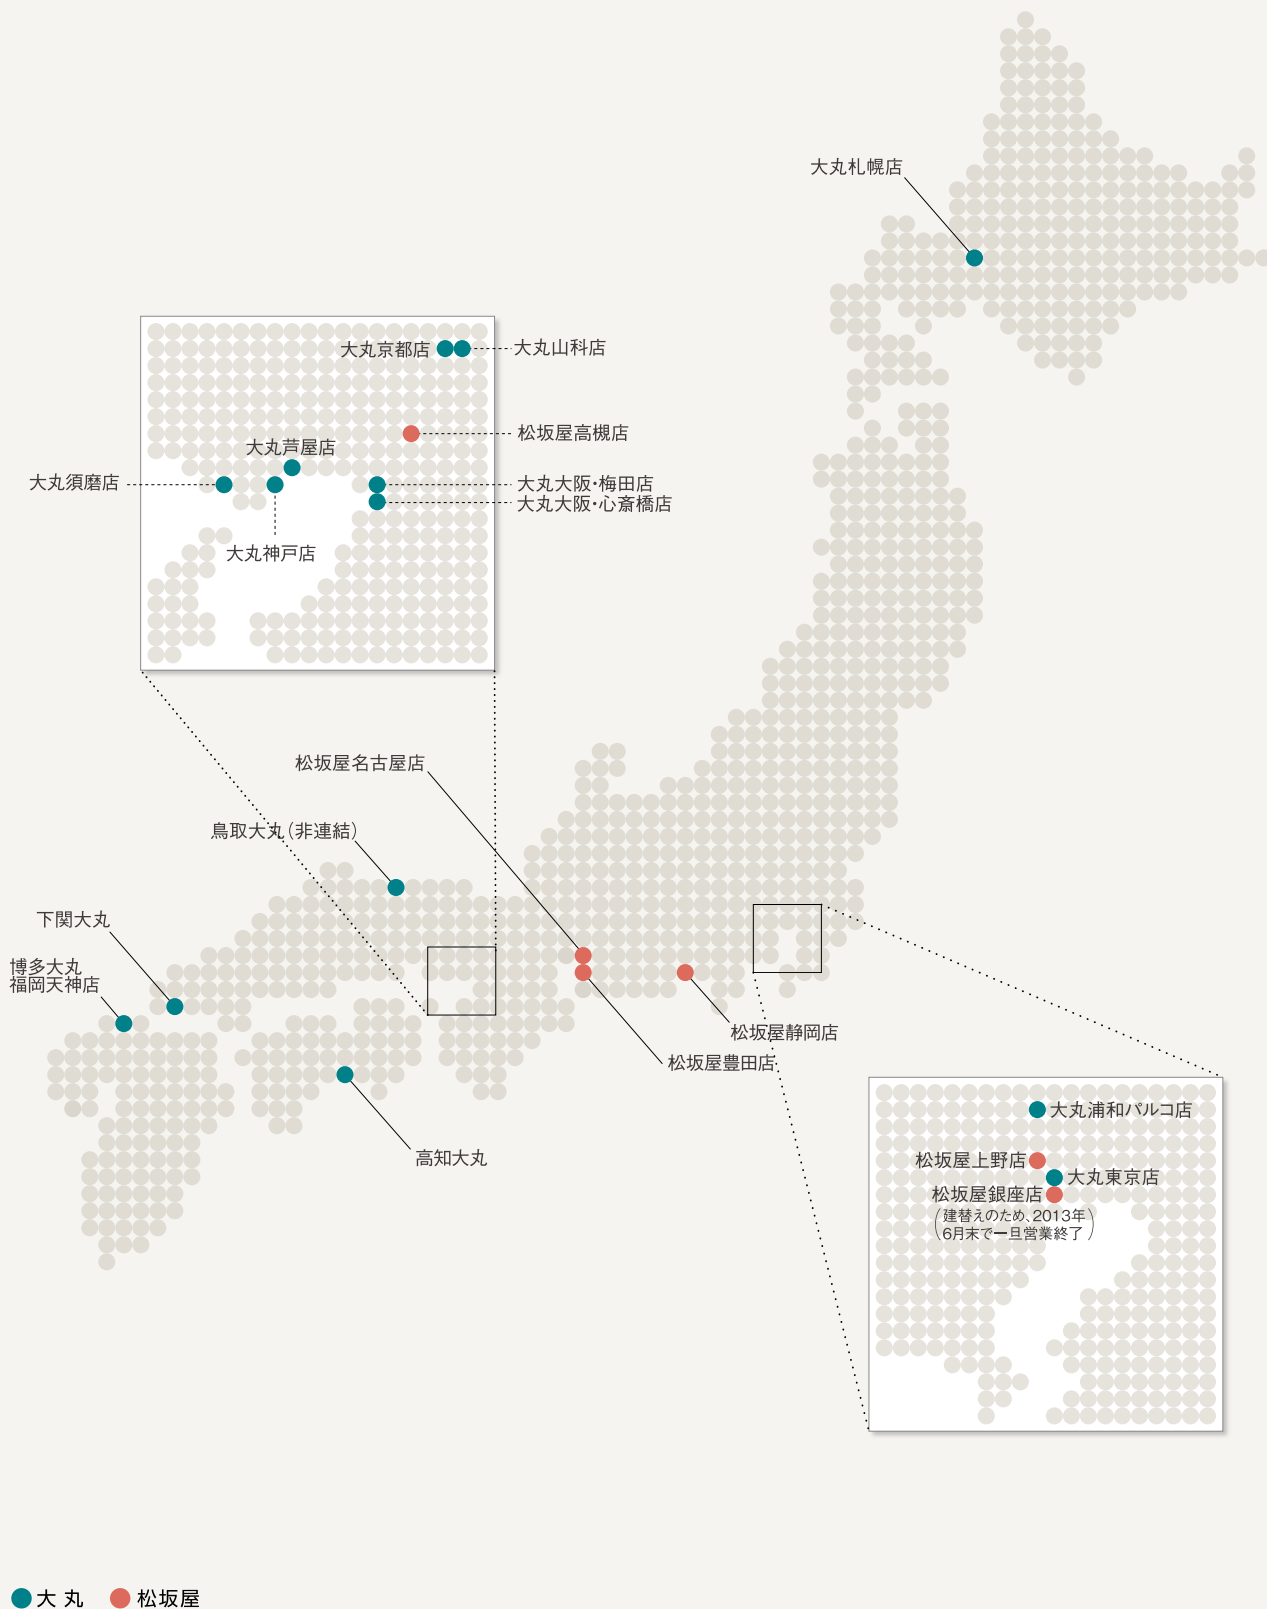 大丸札幌店
大丸京都店
大丸山科店
松坂屋高槻店
大丸芦屋店
大丸須磨店
大丸大阪・梅田店
大丸大阪・心斎橋店
大丸神戸店
松坂屋名古屋店
鳥取大丸（非連結）
下関大丸
博多大丸
福岡天神店
松坂屋静岡店
松坂屋豊田店
高知大丸
大丸浦和パルコ店
松坂屋上野店
大丸東京店
松坂屋銀座店
（建替えのため、2013年
6月末で一旦営業終了）
大丸
松坂屋